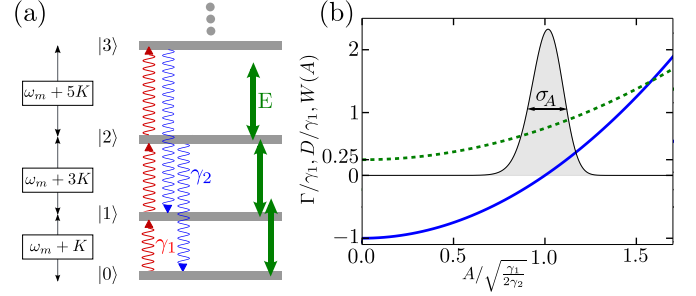 (a)
|3⟩
ω_m + 5K
E
|2⟩
γ_2
ω_m + 3K
|1⟩
γ_1
ω_m + K
|0⟩
(b)
Γ/γ_1, D/γ_1, W(A)
2
1
0.25
0
−1
σ_A
0.0 0.5 1.0 1.5
A/√(γ_1/2γ_2)